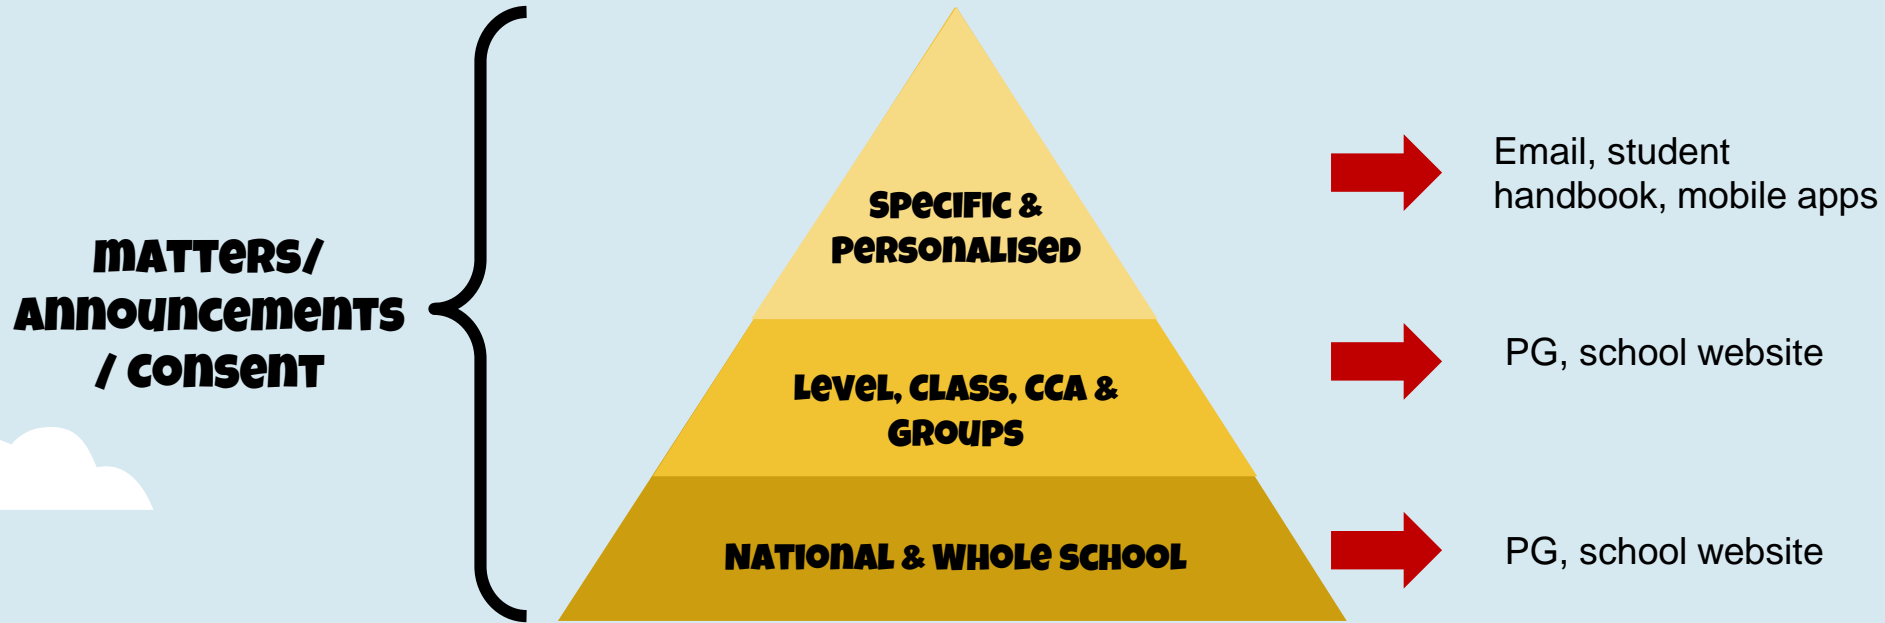 Matters/
Announcements
/ Consent
Specific &
Personalised
Email, student
handbook, mobile apps
Level, Class, CCA &
Groups
PG, school website
National & Whole School
PG, school website